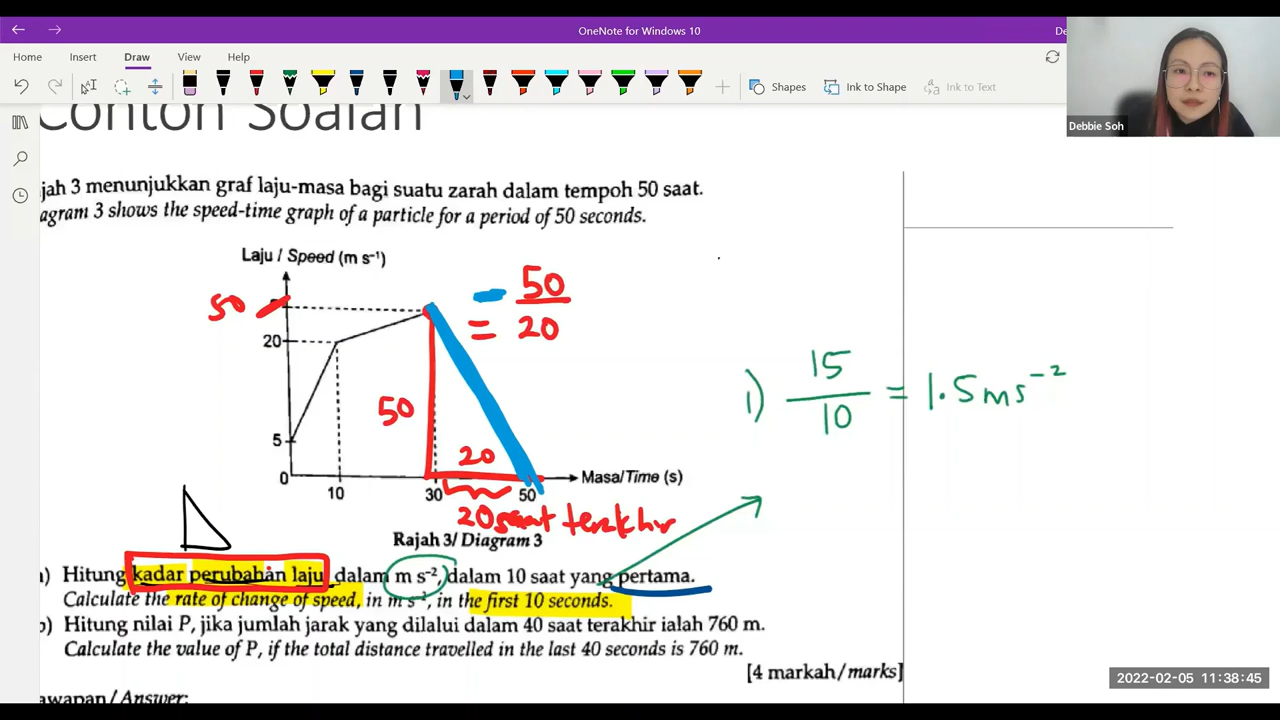 OneNote for Windows 10
Home Insert Draw View Help
Shapes Ink to Shape Ink to Text
Debbie Soh
Conton Soalan
jah 3 menunjukkan graf laju-masa bagi suatu zarah dalam tempoh 50 saat.
agram 3 shows the speed-time graph of a particle for a period of 50 seconds.
Laju / Speed (m s⁻¹)
50
- 50
= 20
20
50
5
20
0
10 30 50
Masa/Time (s)
20 saat terakhir
Rajah 3/ Diagram 3
i) 15/10 = 1.5 ms⁻²
) Hitung kadar perubahan laju dalam m s⁻², dalam 10 saat yang pertama.
Calculate the rate of change of speed, in m s⁻², in the first 10 seconds.
) Hitung nilai P, jika jumlah jarak yang dilalui dalam 40 saat terakhir ialah 760 m.
Calculate the value of P, if the total distance travelled in the last 40 seconds is 760 m.
[4 markah/marks]
awapan/Answer:
2022-02-05 11:38:45